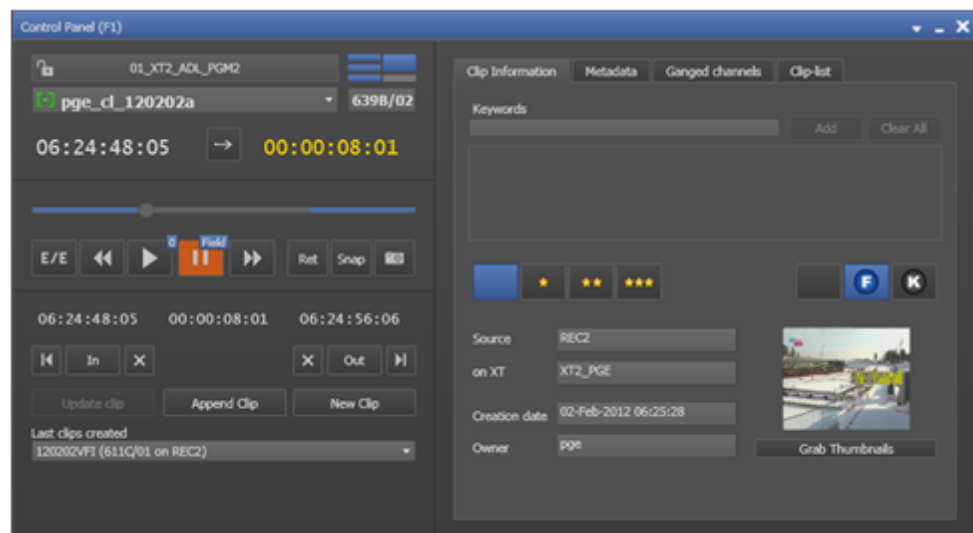 Control Panel (F1)
01_XT2_ADL_PGM2
pge_cl_120202a
639B/02
06:24:48:05
00:00:08:01
0
Field
E/E
Ret
Snap
06:24:48:05 00:00:08:01 06:24:56:06
In
Out
Update clip
Append Clip
New Clip
Last clips created
120202VFI (611C/01 on REC2)
Clip Information
Metadata
Ganged channels
Clip-list
Keywords
Add
Clear All
F
K
Source REC2
on XT XT2_PGE
Creation date 02-Feb-2012 06:25:28
Owner pge
Grab Thumbnails